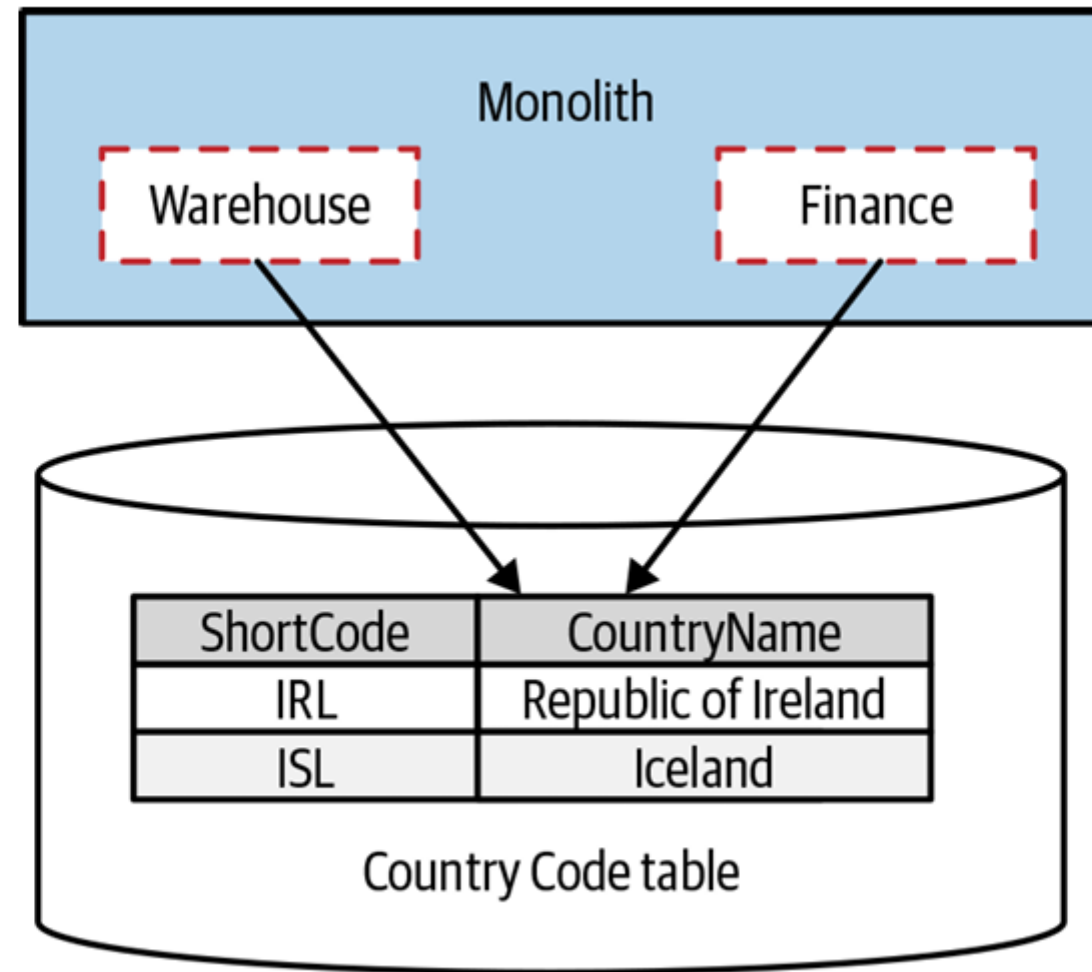 Monolith
Warehouse Finance
ShortCode CountryName
IRL Republic of Ireland
ISL Iceland
Country Code table